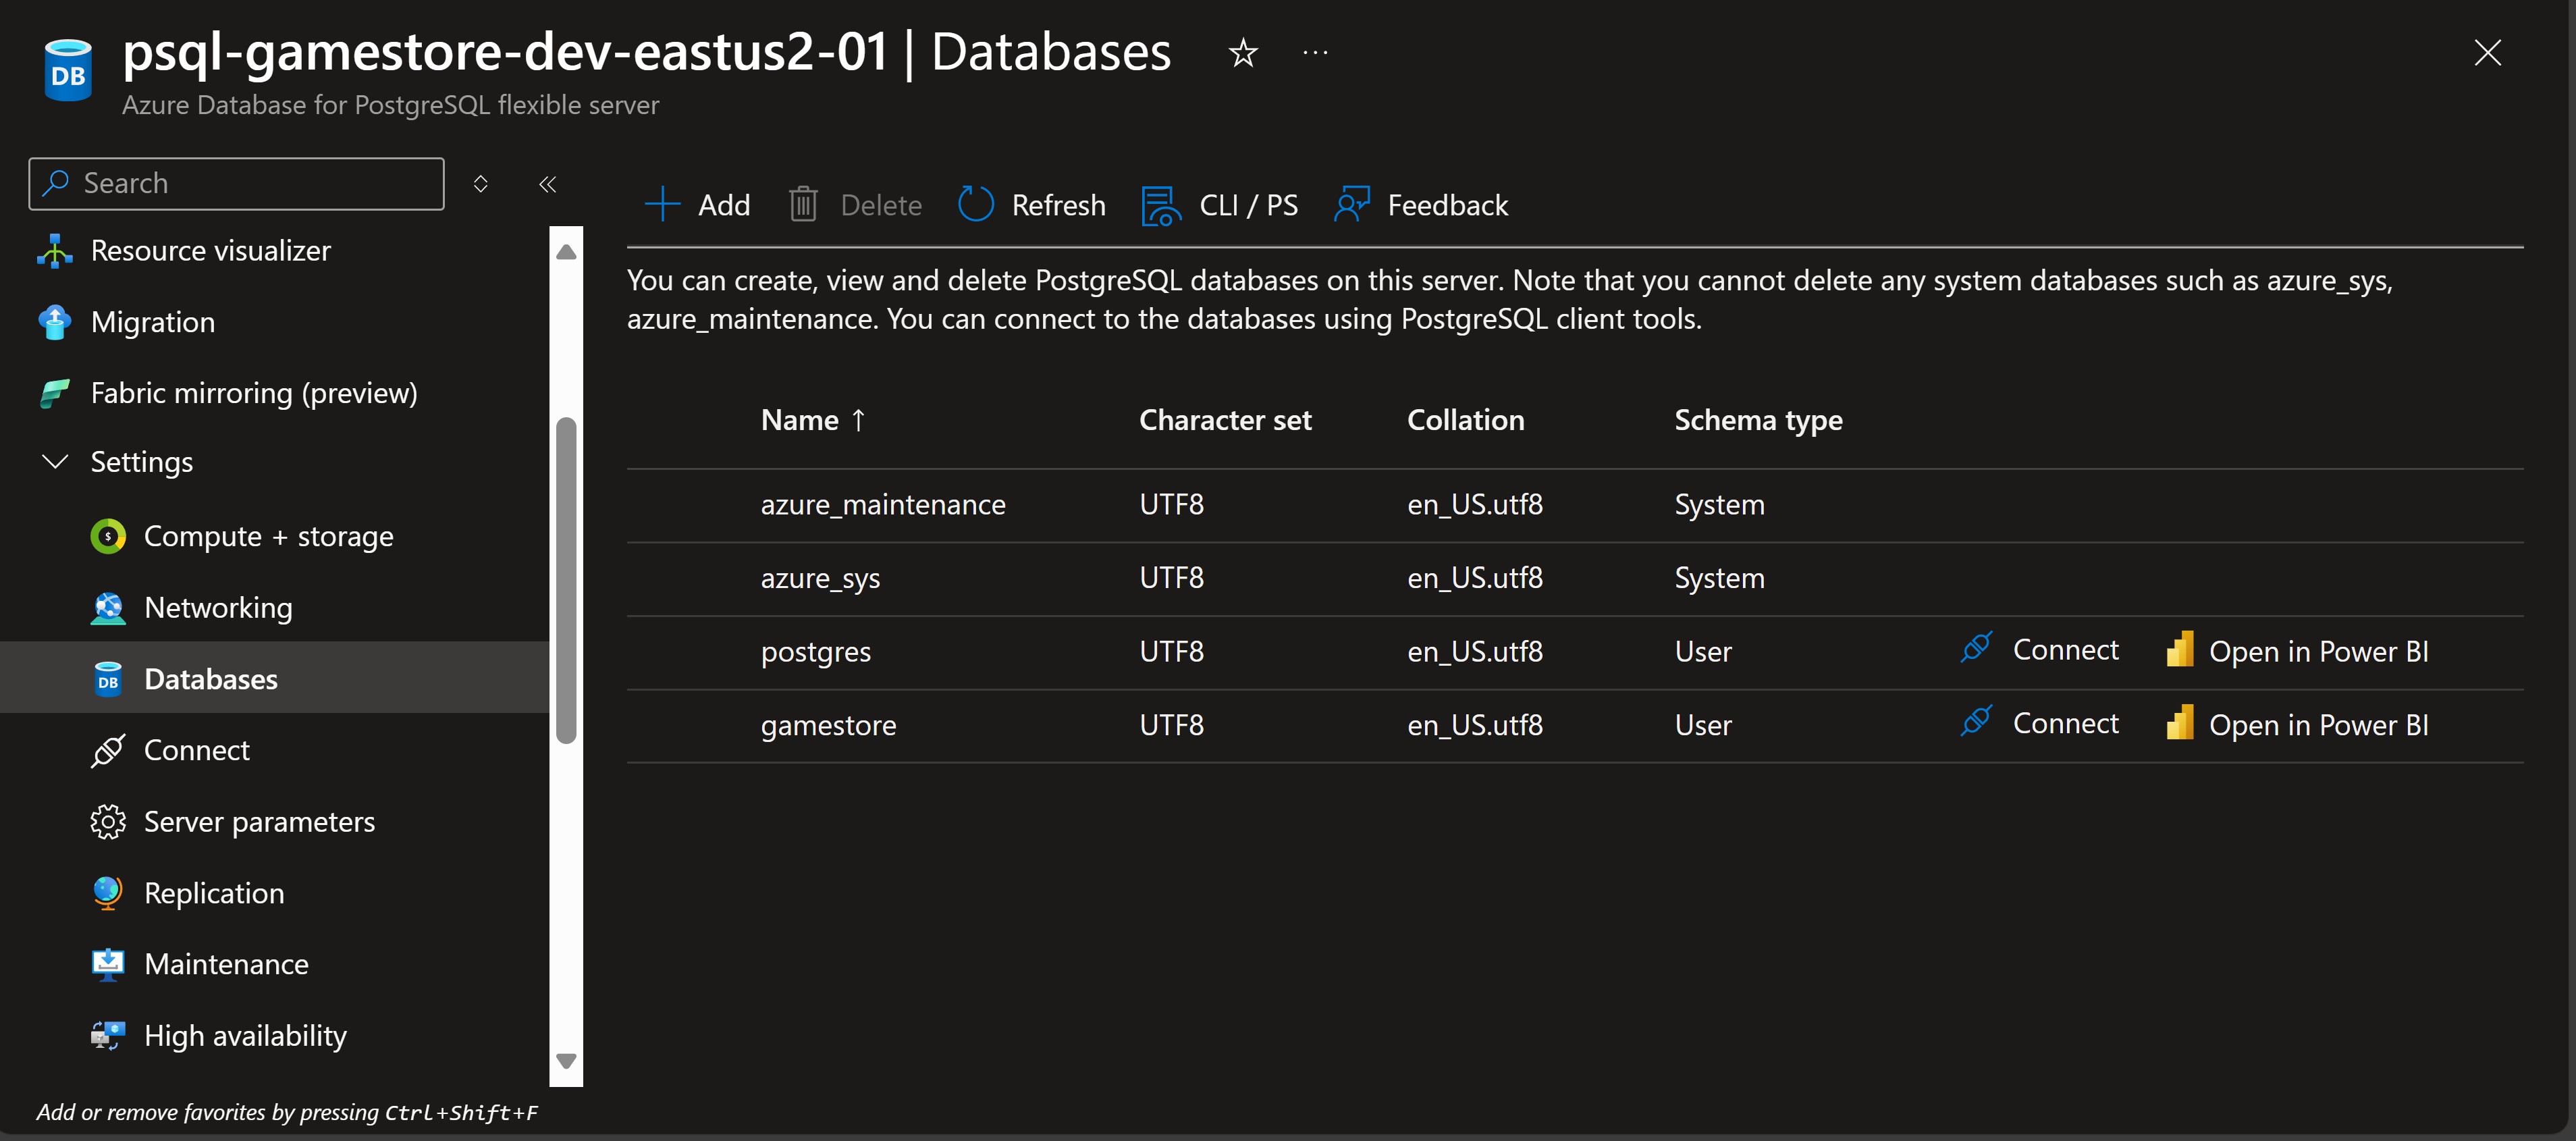 psql-gamestore-dev-eastus2-01 | Databases
Azure Database for PostgreSQL flexible server
DB
Search
Resource visualizer
Migration
Fabric mirroring (preview)
Settings
$ Compute + storage
Networking
DB Databases
Connect
Server parameters
Replication
Maintenance
High availability
Add or remove favorites by pressing Ctrl+Shift+F
Add Delete Refresh CLI / PS Feedback
You can create, view and delete PostgreSQL databases on this server. Note that you cannot delete any system databases such as azure_sys,
azure_maintenance. You can connect to the databases using PostgreSQL client tools.
Name ↑ Character set Collation Schema type
azure_maintenance UTF8 en_US.utf8 System
azure_sys UTF8 en_US.utf8 System
postgres UTF8 en_US.utf8 User Connect Open in Power BI
gamestore UTF8 en_US.utf8 User Connect Open in Power BI